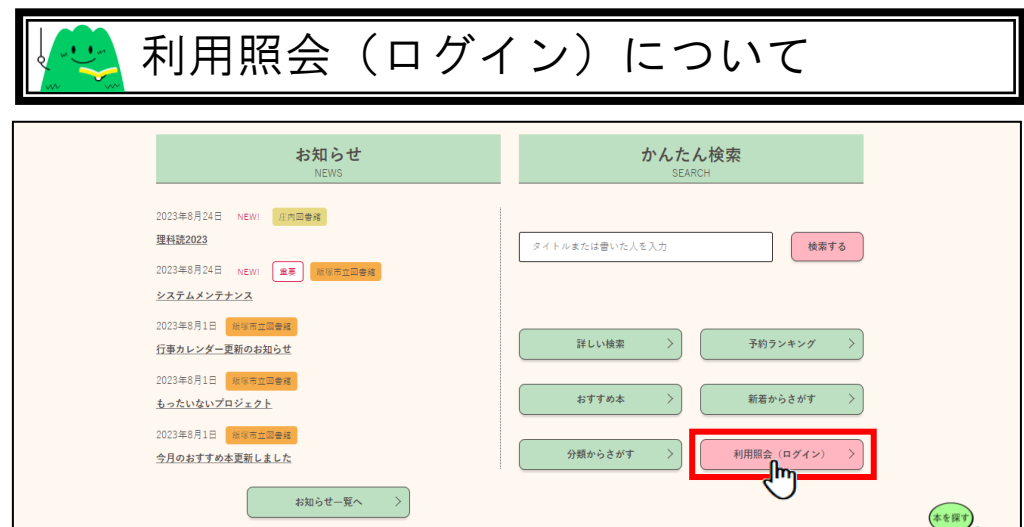 利用照会（ログイン）について
お知らせ
NEWS
2023年8月24日 NEW! 庄内図書館
理科読2023
2023年8月24日 NEW! 重要 飯塚市立図書館
システムメンテナンス
2023年8月1日 飯塚市立図書館
行事カレンダー更新のお知らせ
2023年8月1日 飯塚市立図書館
もったいないプロジェクト
2023年8月1日 飯塚市立図書館
今月のおすすめ本更新しました
お知らせ一覧へ
かんたん検索
SEARCH
タイトルまたは書いた人を入力 検索する
詳しい検索 予約ランキング
おすすめ本 新着からさがす
分類からさがす 利用照会（ログイン）
本を探す